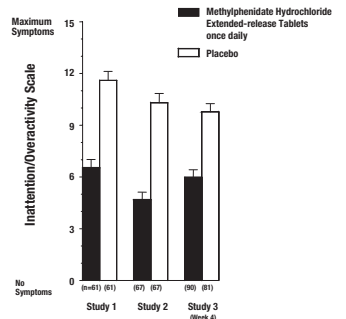 Maximum
Symptoms
15
12
9
6
3
0
No
Symptoms
Inattention/Overactivity Scale
Methylphenidate Hydrochloride
Extended-release Tablets
once daily
Placebo
(n=61) (61) (67) (67) (90) (81)
Study 1 Study 2 Study 3
(Week 4)